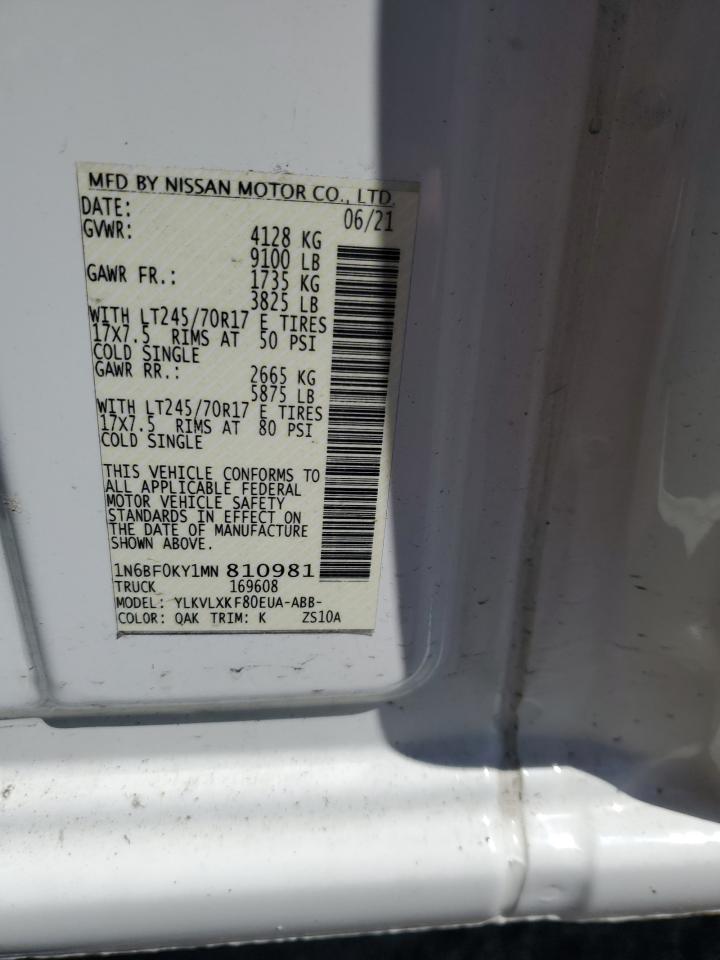 MFD BY NISSAN MOTOR CO., LTD.
DATE: 06/21
GVWR: 4128 KG
9100 LB
GAWR FR.: 1735 KG
3825 LB
WITH LT245/70R17 E TIRES
17X7.5 RIMS AT 50 PSI
COLD SINGLE
GAWR RR.: 2665 KG
5875 LB
WITH LT245/70R17 E TIRES
17X7.5 RIMS AT 80 PSI
COLD SINGLE
THIS VEHICLE CONFORMS TO
ALL APPLICABLE FEDERAL
MOTOR VEHICLE SAFETY
STANDARDS IN EFFECT ON
THE DATE OF MANUFACTURE
SHOWN ABOVE.
1N6BF0KY1MN 810981
TRUCK 169608
MODEL: YLKVLXKF80EUA-ABB-
COLOR: QAK TRIM: K ZS10A